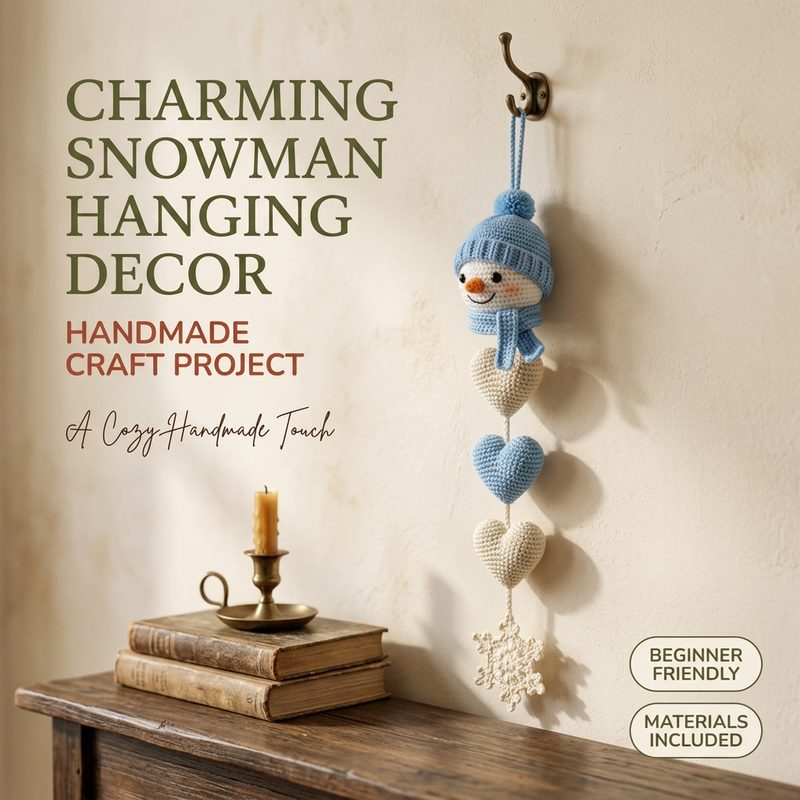 CHARMING
SNOWMAN
HANGING
DECOR
HANDMADE
CRAFT PROJECT
A Cozy Handmade Touch
BEGINNER
FRIENDLY
MATERIALS
INCLUDED